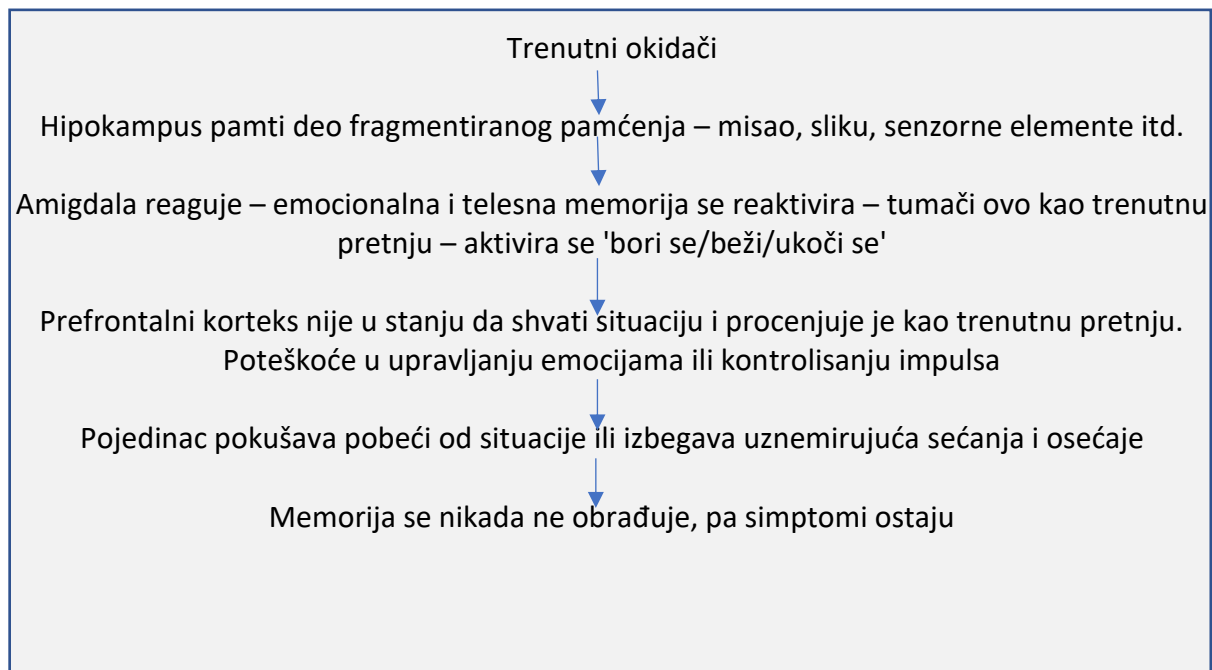 Trenutni okidači
Hipokampus pamti deo fragmentiranog pamćenja – misao, sliku, senzorne elemente itd.
Amigdala reaguje – emocionalna i telesna memorija se reaktivira – tumači ovo kao trenutnu
pretnju – aktivira se 'bori se/beži/ukoči se'
Prefrontalni korteks nije u stanju da shvati situaciju i procenjuje je kao trenutnu pretnju.
Poteškoće u upravljanju emocijama ili kontrolisanju impulsa
Pojedinac pokušava pobeći od situacije ili izbegava uznemirujuća sećanja i osećaje
Memorija se nikada ne obrađuje, pa simptomi ostaju